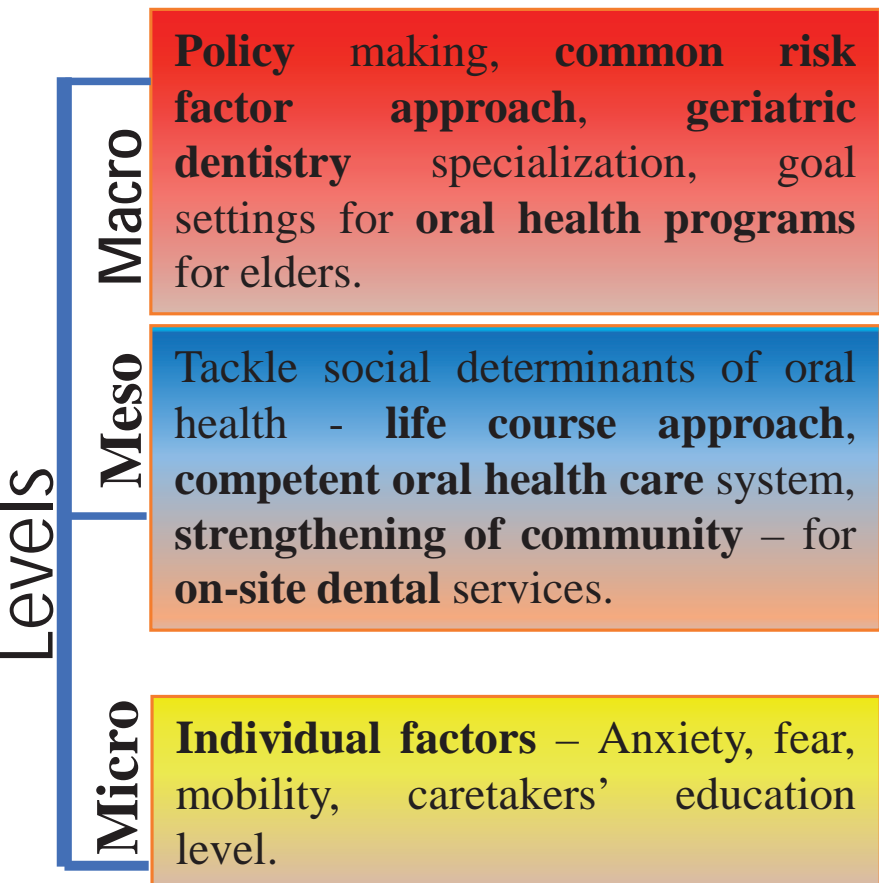 Levels
Macro
Policy making, common risk
factor approach, geriatric
dentistry specialization, goal
settings for oral health programs
for elders.
Meso
Tackle social determinants of oral
health - life course approach,
competent oral health care system,
strengthening of community – for
on-site dental services.
Micro
Individual factors – Anxiety, fear,
mobility, caretakers’ education
level.